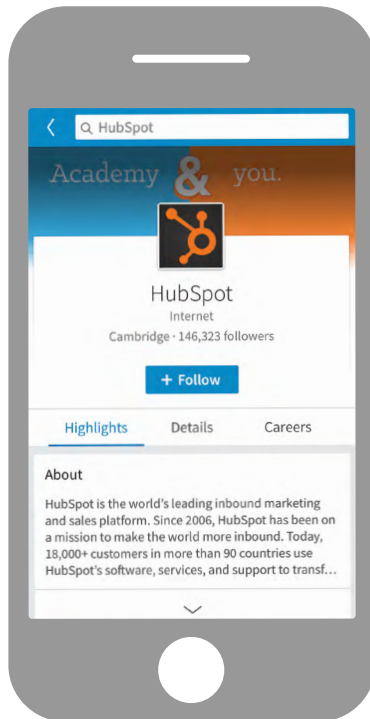 HubSpot
Academy & you.
HubSpot
Internet
Cambridge · 146,323 followers
+ Follow
Highlights Details Careers
About
HubSpot is the world's leading inbound marketing
and sales platform. Since 2006, HubSpot has been on
a mission to make the world more inbound. Today,
18,000+ customers in more than 90 countries use
HubSpot's software, services, and support to transf...